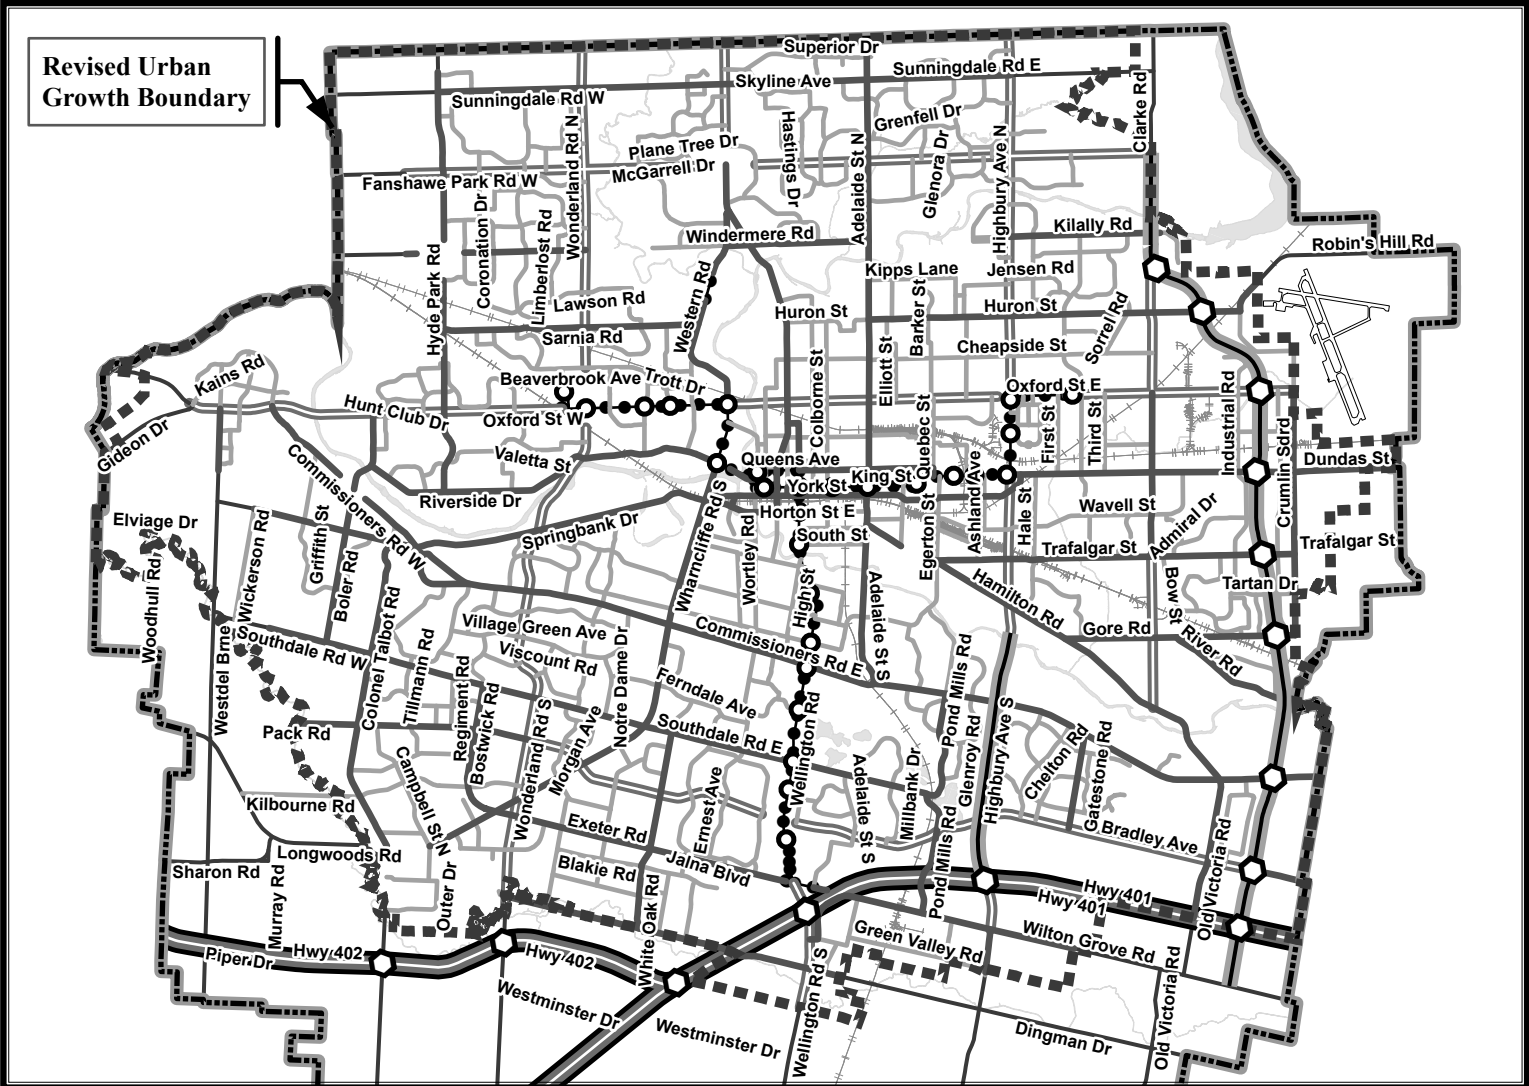 Revised Urban
Growth Boundary
Superior Dr
Skyline Ave
Sunningdale Rd E
Sunningdale Rd W
Clarke Rd
Grenfell Dr
Hastings Dr
Plane Tree Dr
McGarrell Dr
Wonderland Rd N
Adelaide St N
Glenora Dr
Highbury Ave N
Fanshawe Park Rd W
Coronation Dr
Limberlost Rd
Windermere Rd
Kilally Rd
Robin's Hill Rd
Hyde Park Rd
Western Rd
Kipps Lane
Jensen Rd
Lawson Rd
Huron St
Barker St
Huron St
Sorrel Rd
Sarnia Rd
Cheapside St
Colborne St
Elliott St
Kains Rd
Beaverbrook Ave
Trott Dr
Oxford St E
Hunt Club Dr
Oxford St W
Quebec St
First St
Third St
Industrial Rd
Crumlin Sdrd
Gideon Dr
Commissioners Rd W
Valetta St
Queens Ave
King St
Dundas St
York St
Riverside Dr
Horton St E
Ashland Ave
Wavell St
Admiral Dr
Elviage Dr
Wickerson Rd
Griffith St
Springbank Dr
Wharncliffe Rd S
Wortley Rd
South St
Egerton St
Hale St
Trafalgar St
Trafalgar St
Woodhull Rd
Boler Rd
High St
Adelaide St S
Hamilton Rd
Bow St
Tartan Dr
Colonel Talbot Rd
Village Green Ave
Commissioners Rd E
Gore Rd
River Rd
Westdel Brne
Southdale Rd W
Tillmann Rd
Viscount Rd
Notre Dame Dr
Ferndale Ave
Pond Mills Rd
Regiment Rd
Bostwick Rd
Wonderland Rd S
Morgan Ave
Southdale Rd E
Wellington Rd
Highbury Ave S
Pack Rd
Glenroy Rd
Chelton Rd
Gatestone Rd
Campbell St N
Adelaide St S
Millbank Dr
Kilbourne Rd
Ernest Ave
Exeter Rd
Bradley Ave
Longwoods Rd
Sharon Rd
Blakie Rd
Jalna Blvd
Pond Mills Rd
Old Victoria Rd
Murray Rd
Outer Dr
White Oak Rd
Hwy 401
Hwy 401
Piper Dr
Hwy 402
Hwy 402
Green Valley Rd
Wilton Grove Rd
Westminster Dr
Westminster Dr
Wellington Rd S
Dingman Dr
Old Victoria Rd